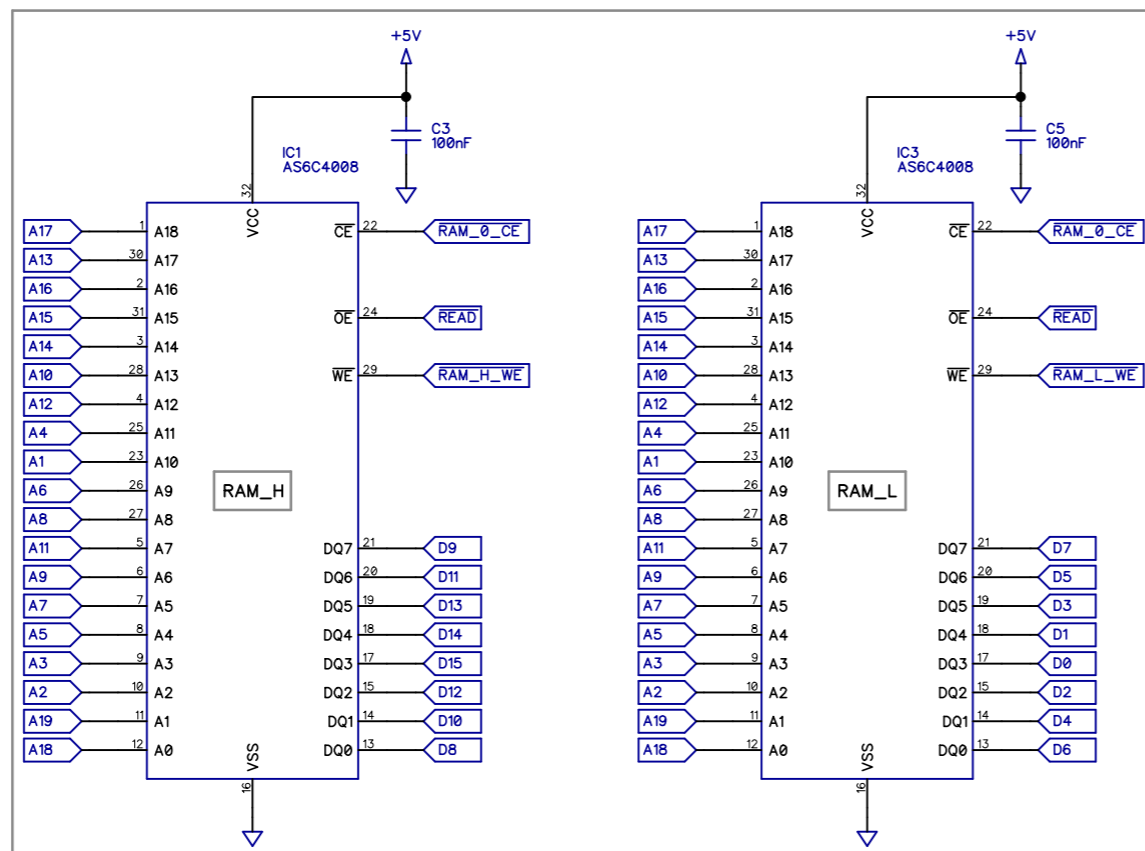 +5V
C3
100nF
IC1
AS6C4008
32
VCC
A17 1 A18
A13 30 A17
A16 2 A16
A15 31 A15
A14 3 A14
A10 28 A13
A12 4 A12
A4 25 A11
A1 23 A10
A6 26 A9
A8 27 A8
A11 5 A7
A9 6 A6
A7 7 A5
A5 8 A4
A3 9 A3
A2 10 A2
A19 11 A1
A18 12 A0
CE 22 RAM_0_CE
OE 24 READ
WE 29 RAM_H_WE
RAM_H
DQ7 21 D9
DQ6 20 D11
DQ5 19 D13
DQ4 18 D14
DQ3 17 D15
DQ2 15 D12
DQ1 14 D10
DQ0 13 D8
VSS
16
+5V
C5
100nF
IC3
AS6C4008
32
VCC
A17 1 A18
A13 30 A17
A16 2 A16
A15 31 A15
A14 3 A14
A10 28 A13
A12 4 A12
A4 25 A11
A1 23 A10
A6 26 A9
A8 27 A8
A11 5 A7
A9 6 A6
A7 7 A5
A5 8 A4
A3 9 A3
A2 10 A2
A19 11 A1
A18 12 A0
CE 22 RAM_0_CE
OE 24 READ
WE 29 RAM_L_WE
RAM_L
DQ7 21 D7
DQ6 20 D5
DQ5 19 D3
DQ4 18 D1
DQ3 17 D0
DQ2 15 D2
DQ1 14 D4
DQ0 13 D6
VSS
16